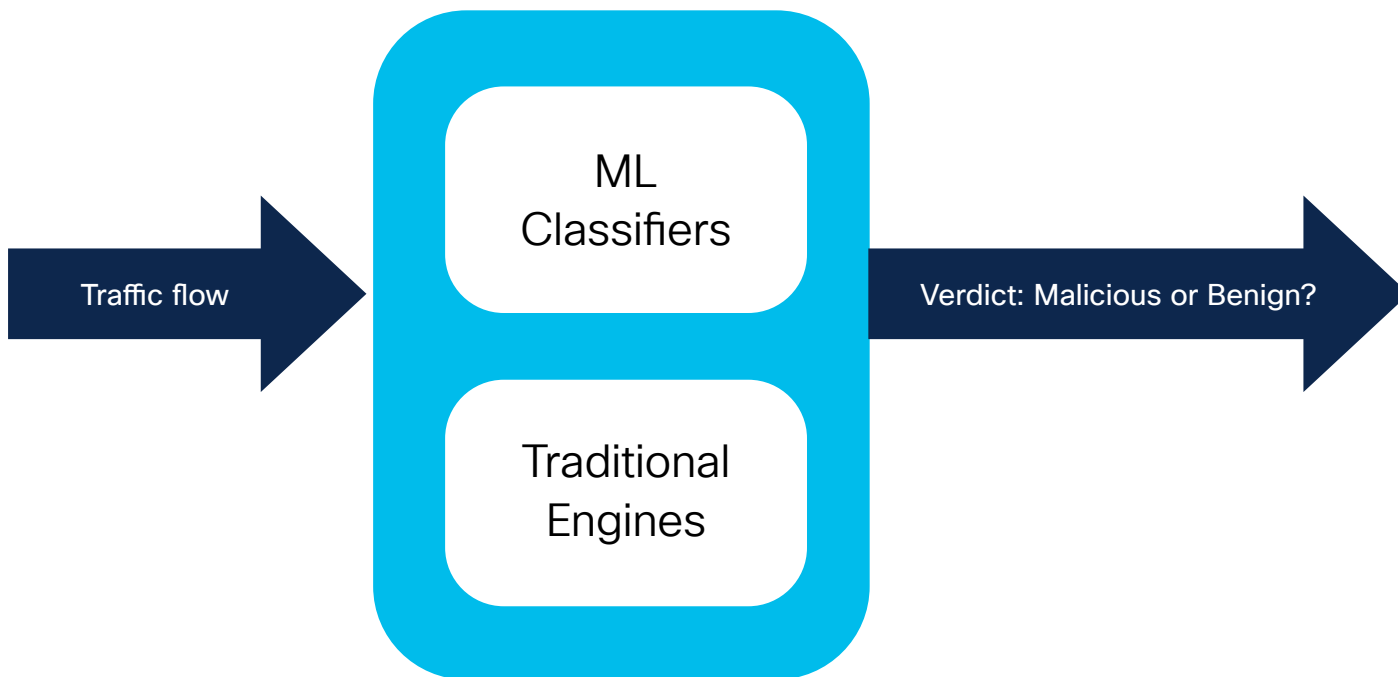 Traffic flow
ML
Classifiers
Traditional
Engines
Verdict: Malicious or Benign?